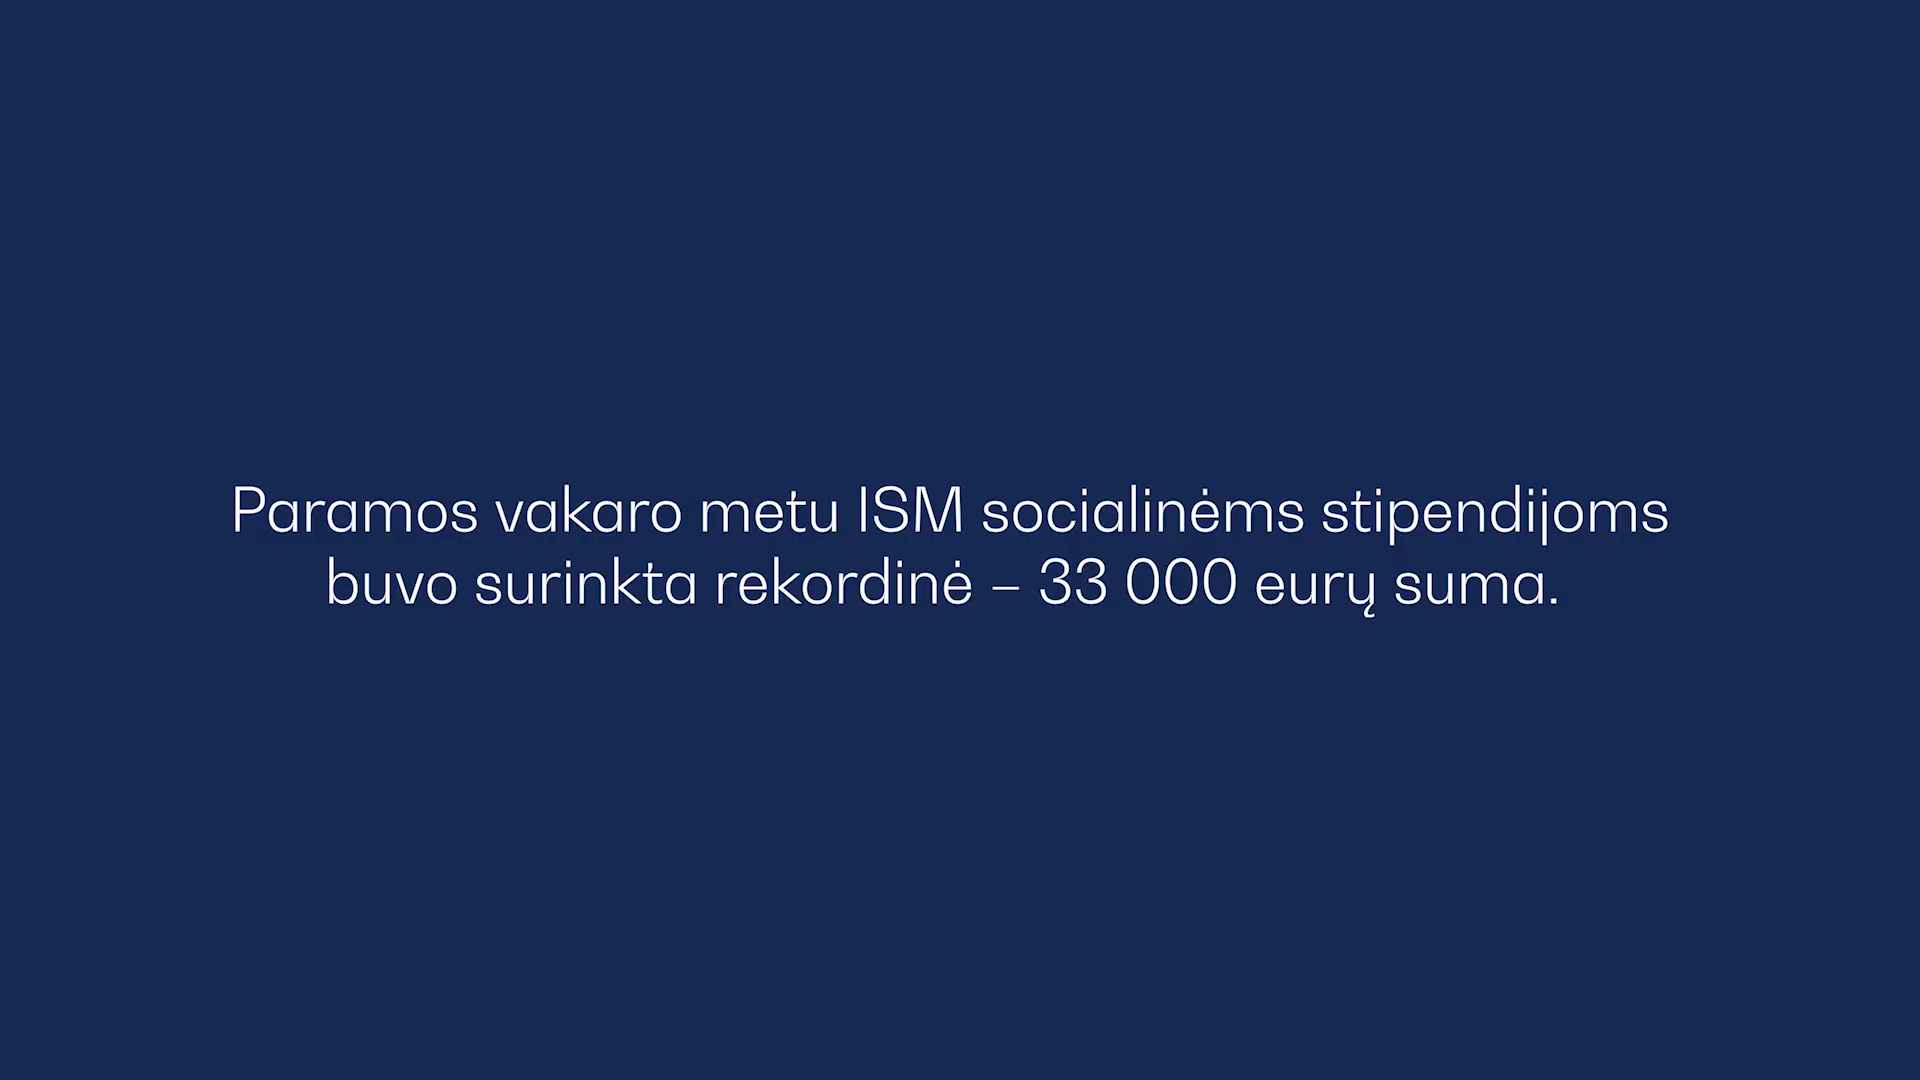 Paramos vakaro metu ISM socialinėms stipendijoms
buvo surinkta rekordinė – 33 000 eurų suma.